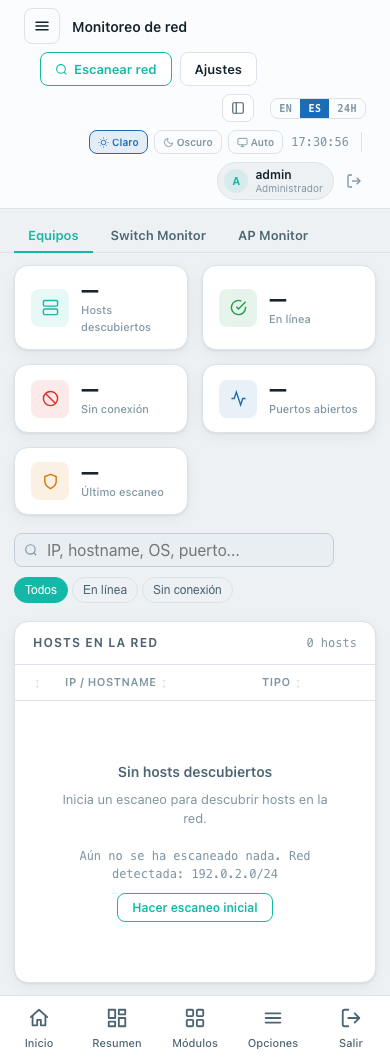 Monitoreo de red
Escanear red
Ajustes
EN ES 24H
Claro Oscuro Auto 17:30:56
A admin
Administrador
Equipos Switch Monitor AP Monitor
—
Hosts
descubiertos
—
En línea
—
Sin conexión
—
Puertos abiertos
—
Último escaneo
IP, hostname, OS, puerto...
Todos En línea Sin conexión
HOSTS EN LA RED 0 hosts
IP / HOSTNAME TIPO
Sin hosts descubiertos
Inicia un escaneo para descubrir hosts en la
red.
Aún no se ha escaneado nada. Red
detectada: 192.0.2.0/24
Hacer escaneo inicial
Inicio Resumen Módulos Opciones Salir